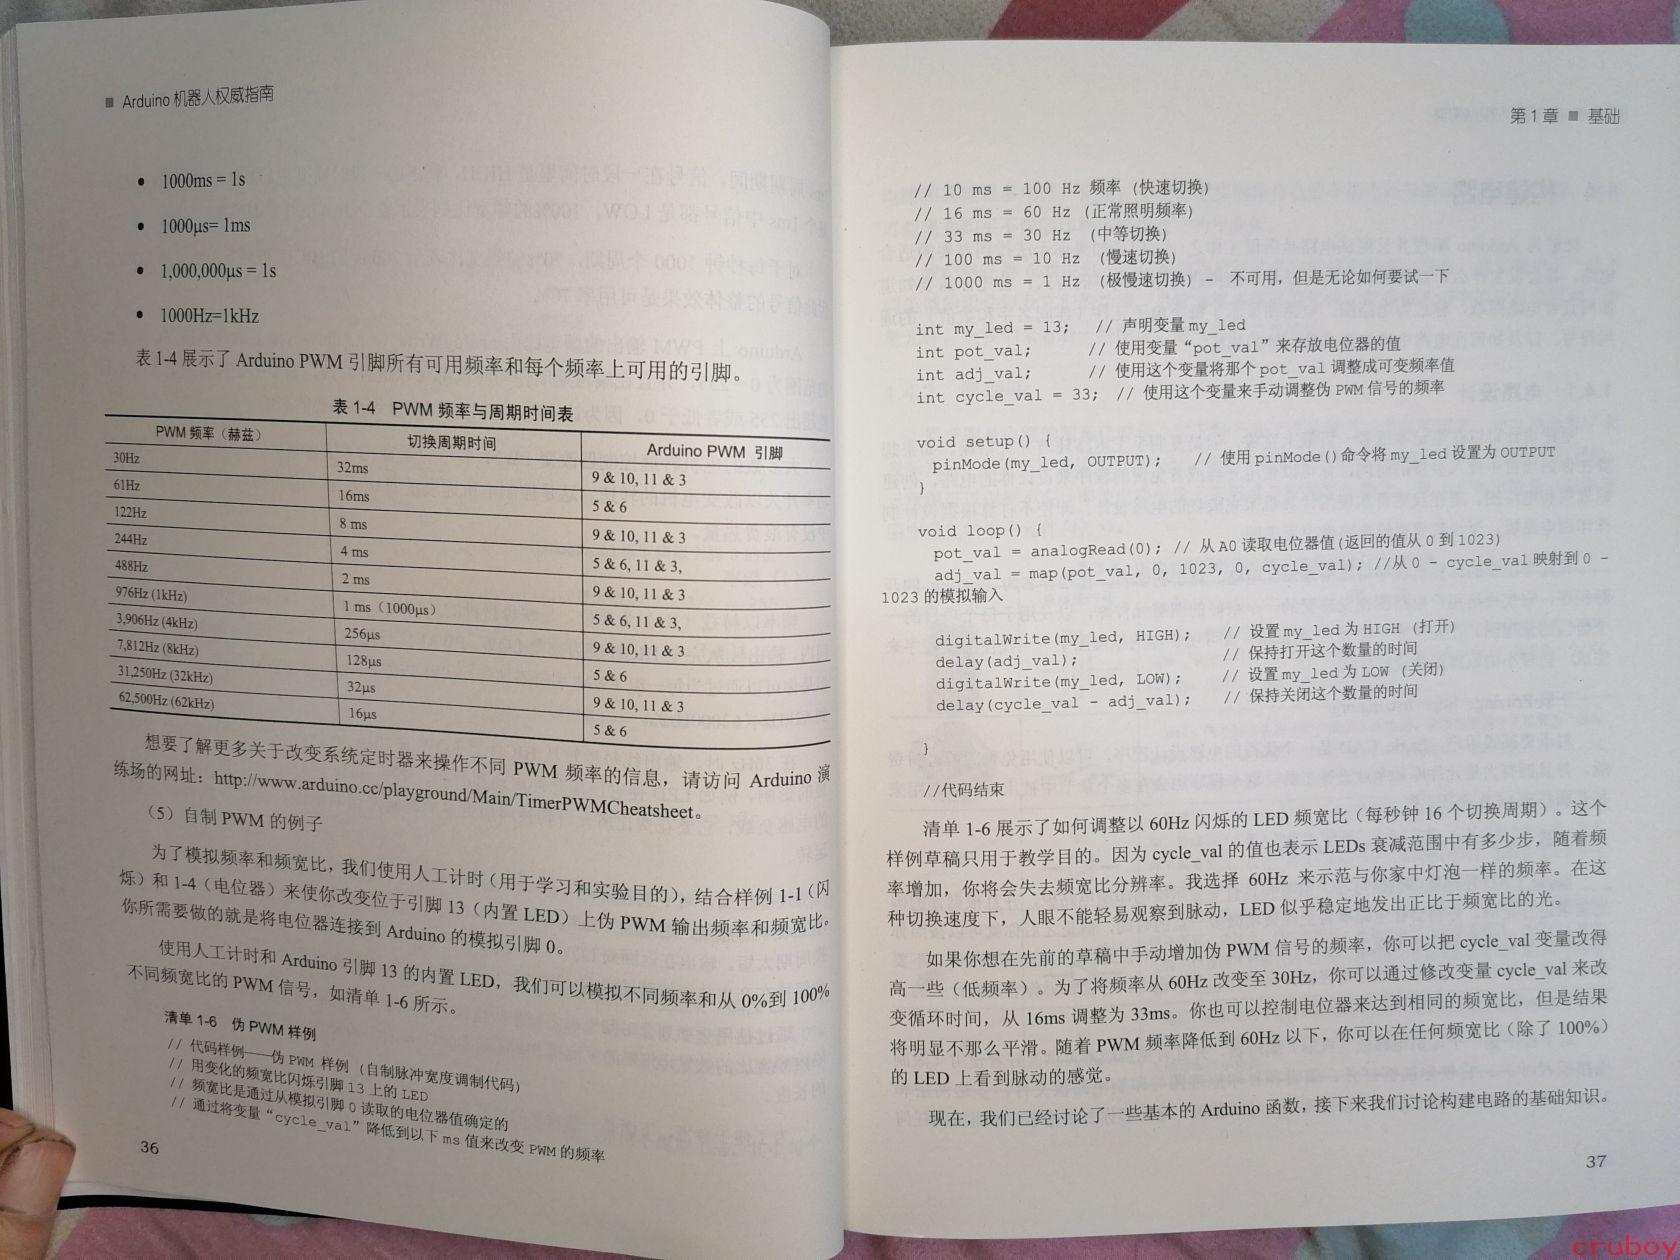 ■ Arduino 机器人权威指南
• 1000ms = 1s
• 1000μs= 1ms
• 1,000,000μs = 1s
• 1000Hz=1kHz
表 1-4 展示了 Arduino PWM 引脚所有可用频率和每个频率上可用的引脚。
表 1-4 PWM 频率与周期时间表
PWM 频率（赫兹） 切换周期时间 Arduino PWM 引脚
30Hz 32ms 9 & 10, 11 & 3
61Hz 16ms 5 & 6
122Hz 8 ms 9 & 10, 11 & 3
244Hz 4 ms 5 & 6, 11 & 3,
488Hz 2 ms 9 & 10, 11 & 3
976Hz (1kHz) 1 ms（1000μs） 5 & 6, 11 & 3,
3,906Hz (4kHz) 256μs 9 & 10, 11 & 3
7,812Hz (8kHz) 128μs 5 & 6
31,250Hz (32kHz) 32μs 9 & 10, 11 & 3
62,500Hz (62kHz) 16μs 5 & 6
想要了解更多关于改变系统定时器来操作不同 PWM 频率的信息，请访问 Arduino 演
练场的网址：http://www.arduino.cc/playground/Main/TimerPWMCheatsheet。
（5）自制 PWM 的例子
为了模拟频率和频宽比，我们使用人工计时（用于学习和实验目的），结合样例 1-1（闪
烁）和 1-4（电位器）来使你改变位于引脚 13（内置 LED）上伪 PWM 输出频率和频宽比。
你所需要做的就是将电位器连接到 Arduino 的模拟引脚 0。
使用人工计时和 Arduino 引脚 13 的内置 LED，我们可以模拟不同频率和从 0%到 100%
不同频宽比的 PWM 信号，如清单 1-6 所示。
清单 1-6 伪 PWM 样例
// 代码样例——伪 PWM 样例 (自制脉冲宽度调制代码)
// 用变化的频宽比闪烁引脚 13 上的 LED
// 频宽比是通过从模拟引脚 0 读取的电位器值确定的
// 通过将变量“cycle_val”降低到以下 ms 值来改变 PWM 的频率
36
第 1 章 ■ 基础
// 10 ms = 100 Hz 频率 (快速切换)
// 16 ms = 60 Hz (正常照明频率)
// 33 ms = 30 Hz (中等切换)
// 100 ms = 10 Hz (慢速切换)
// 1000 ms = 1 Hz (极慢速切换) - 不可用，但是无论如何要试一下
int my_led = 13; // 声明变量 my_led
int pot_val; // 使用变量“pot_val”来存放电位器的值
int adj_val; // 使用这个变量将那个 pot_val 调整成可变频率值
int cycle_val = 33; // 使用这个变量来手动调整伪 PWM 信号的频率
void setup() {
pinMode(my_led, OUTPUT); // 使用 pinMode()命令将 my_led 设置为 OUTPUT
}
void loop() {
pot_val = analogRead(0); // 从 A0 读取电位器值(返回的值从 0 到 1023)
adj_val = map(pot_val, 0, 1023, 0, cycle_val); //从 0 - cycle_val 映射到 0 -
1023 的模拟输入
digitalWrite(my_led, HIGH); // 设置 my_led 为 HIGH (打开)
delay(adj_val); // 保持打开这个数量的时间
digitalWrite(my_led, LOW); // 设置 my_led 为 LOW (关闭)
delay(cycle_val - adj_val); // 保持关闭这个数量的时间
}
//代码结束
清单 1-6 展示了如何调整以 60Hz 闪烁的 LED 频宽比（每秒钟 16 个切换周期）。这个
样例草稿只用于教学目的。因为 cycle_val 的值也表示 LEDs 衰减范围中有多少步，随着频
率增加，你将会失去频宽比分辨率。我选择 60Hz 来示范与你家中灯泡一样的频率。在这
种切换速度下，人眼不能轻易观察到脉动，LED 似乎稳定地发出正比于频宽比的光。
如果你想在先前的草稿中手动增加伪 PWM 信号的频率，你可以把 cycle_val 变量改得
高一些（低频率）。为了将频率从 60Hz 改变至 30Hz，你可以通过修改变量 cycle_val 来改
变循环时间，从 16ms 调整为 33ms。你也可以控制电位器来达到相同的频宽比，但是结果
将明显不那么平滑。随着 PWM 频率降低到 60Hz 以下，你可以在任何频宽比（除了 100%）
的 LED 上看到脉动的感觉。
现在，我们已经讨论了一些基本的 Arduino 函数，接下来我们讨论构建电路的基础知识。
37
cruboy